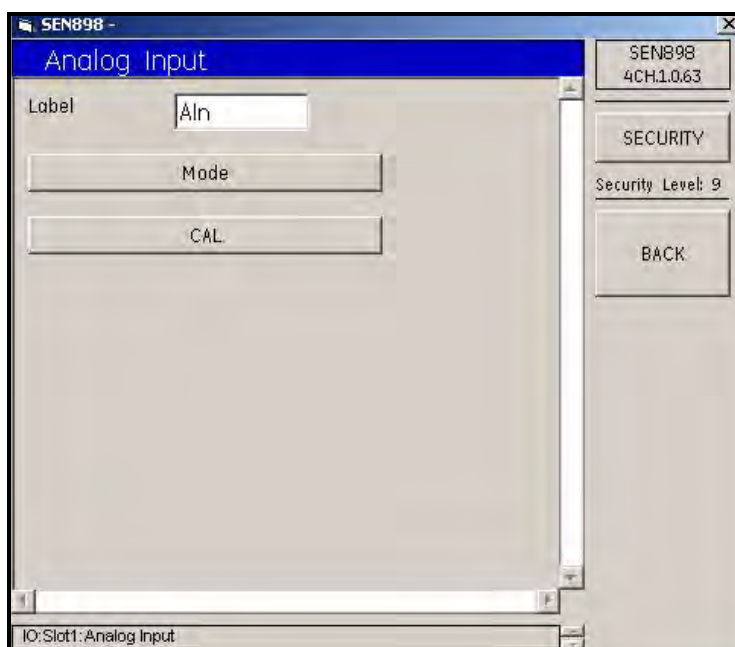 SEN898 -
Analog Input
Label
AIn
Mode
CAL.
SEN898
4CH.1.0.63
SECURITY
Security Level: 9
BACK
IO:Slot1:Analog Input